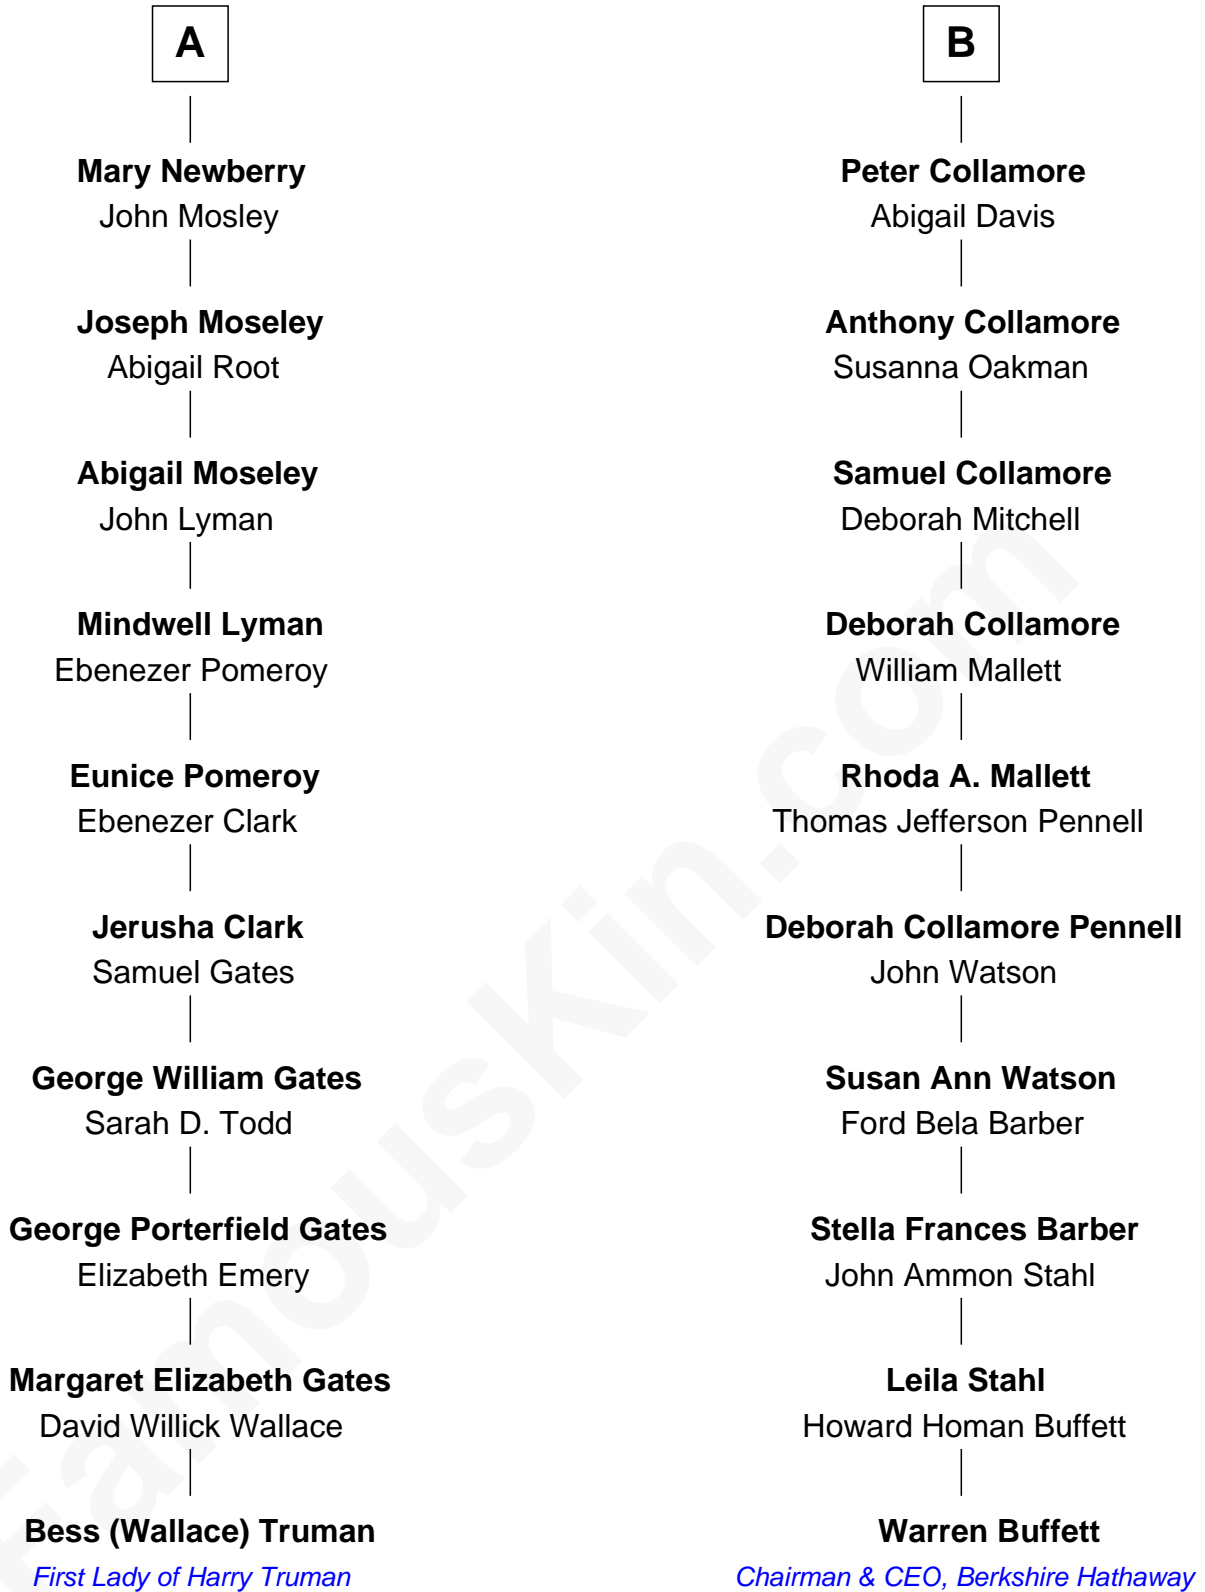 A
Mary Newberry
John Mosley
Joseph Moseley
Abigail Root
Abigail Moseley
John Lyman
Mindwell Lyman
Ebenezer Pomeroy
Eunice Pomeroy
Ebenezer Clark
Jerusha Clark
Samuel Gates
George William Gates
Sarah D. Todd
George Porterfield Gates
Elizabeth Emery
Margaret Elizabeth Gates
David Willick Wallace
Bess (Wallace) Truman
First Lady of Harry Truman
B
Peter Collamore
Abigail Davis
Anthony Collamore
Susanna Oakman
Samuel Collamore
Deborah Mitchell
Deborah Collamore
William Mallett
Rhoda A. Mallett
Thomas Jefferson Pennell
Deborah Collamore Pennell
John Watson
Susan Ann Watson
Ford Bela Barber
Stella Frances Barber
John Ammon Stahl
Leila Stahl
Howard Homan Buffett
Warren Buffett
Chairman & CEO, Berkshire Hathaway
FamousKin.com